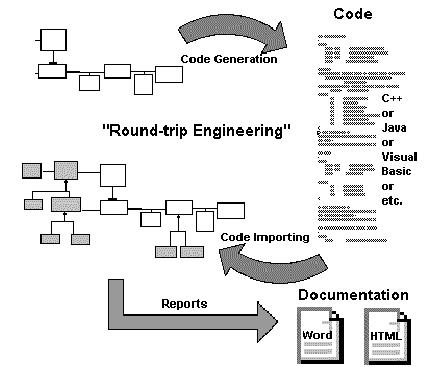 Code
Code Generation
C++
or
Java
or
Visual
Basic
or
etc.
"Round-trip Engineering"
Code Importing
Reports
Documentation
Word
HTML